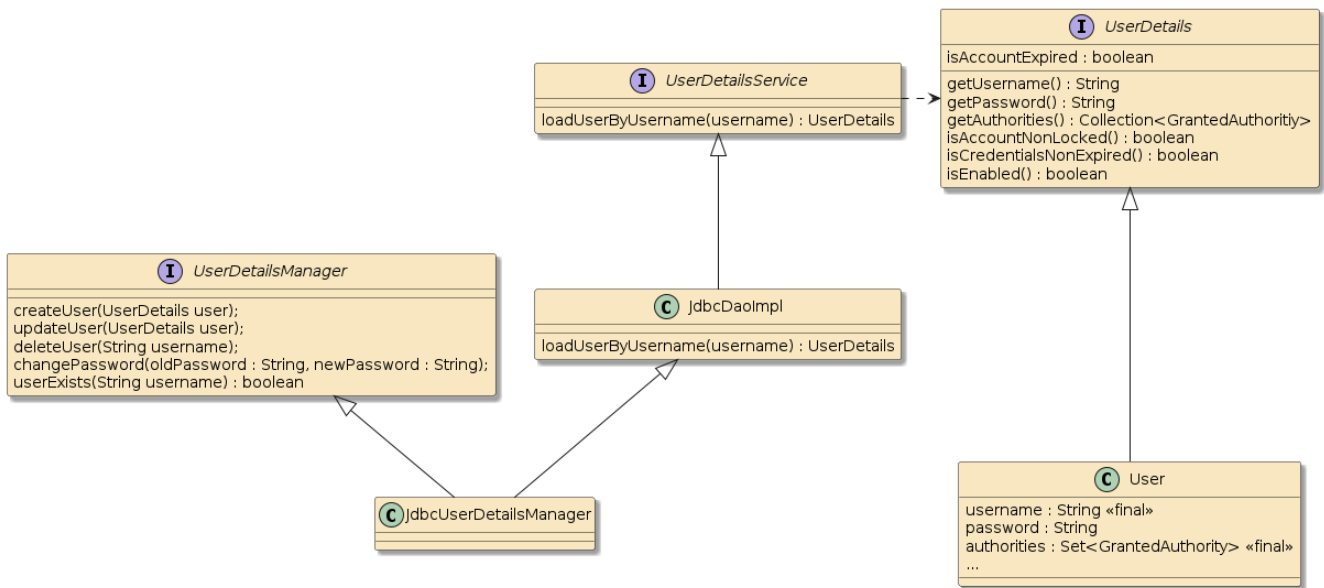 I UserDetails
isAccountExpired : boolean
getUsername() : String
getPassword() : String
getAuthorities() : Collection<GrantedAuthoritiy>
isAccountNonLocked() : boolean
isCredentialsNonExpired() : boolean
isEnabled() : boolean
I UserDetailsService
loadUserByUsername(username) : UserDetails
I UserDetailsManager
createUser(UserDetails user);
updateUser(UserDetails user);
deleteUser(String username);
changePassword(oldPassword : String, newPassword : String);
userExists(String username) : boolean
C JdbcDaoImpl
loadUserByUsername(username) : UserDetails
C JdbcUserDetailsManager
C User
username : String «final»
password : String
authorities : Set<GrantedAuthority> «final»
...